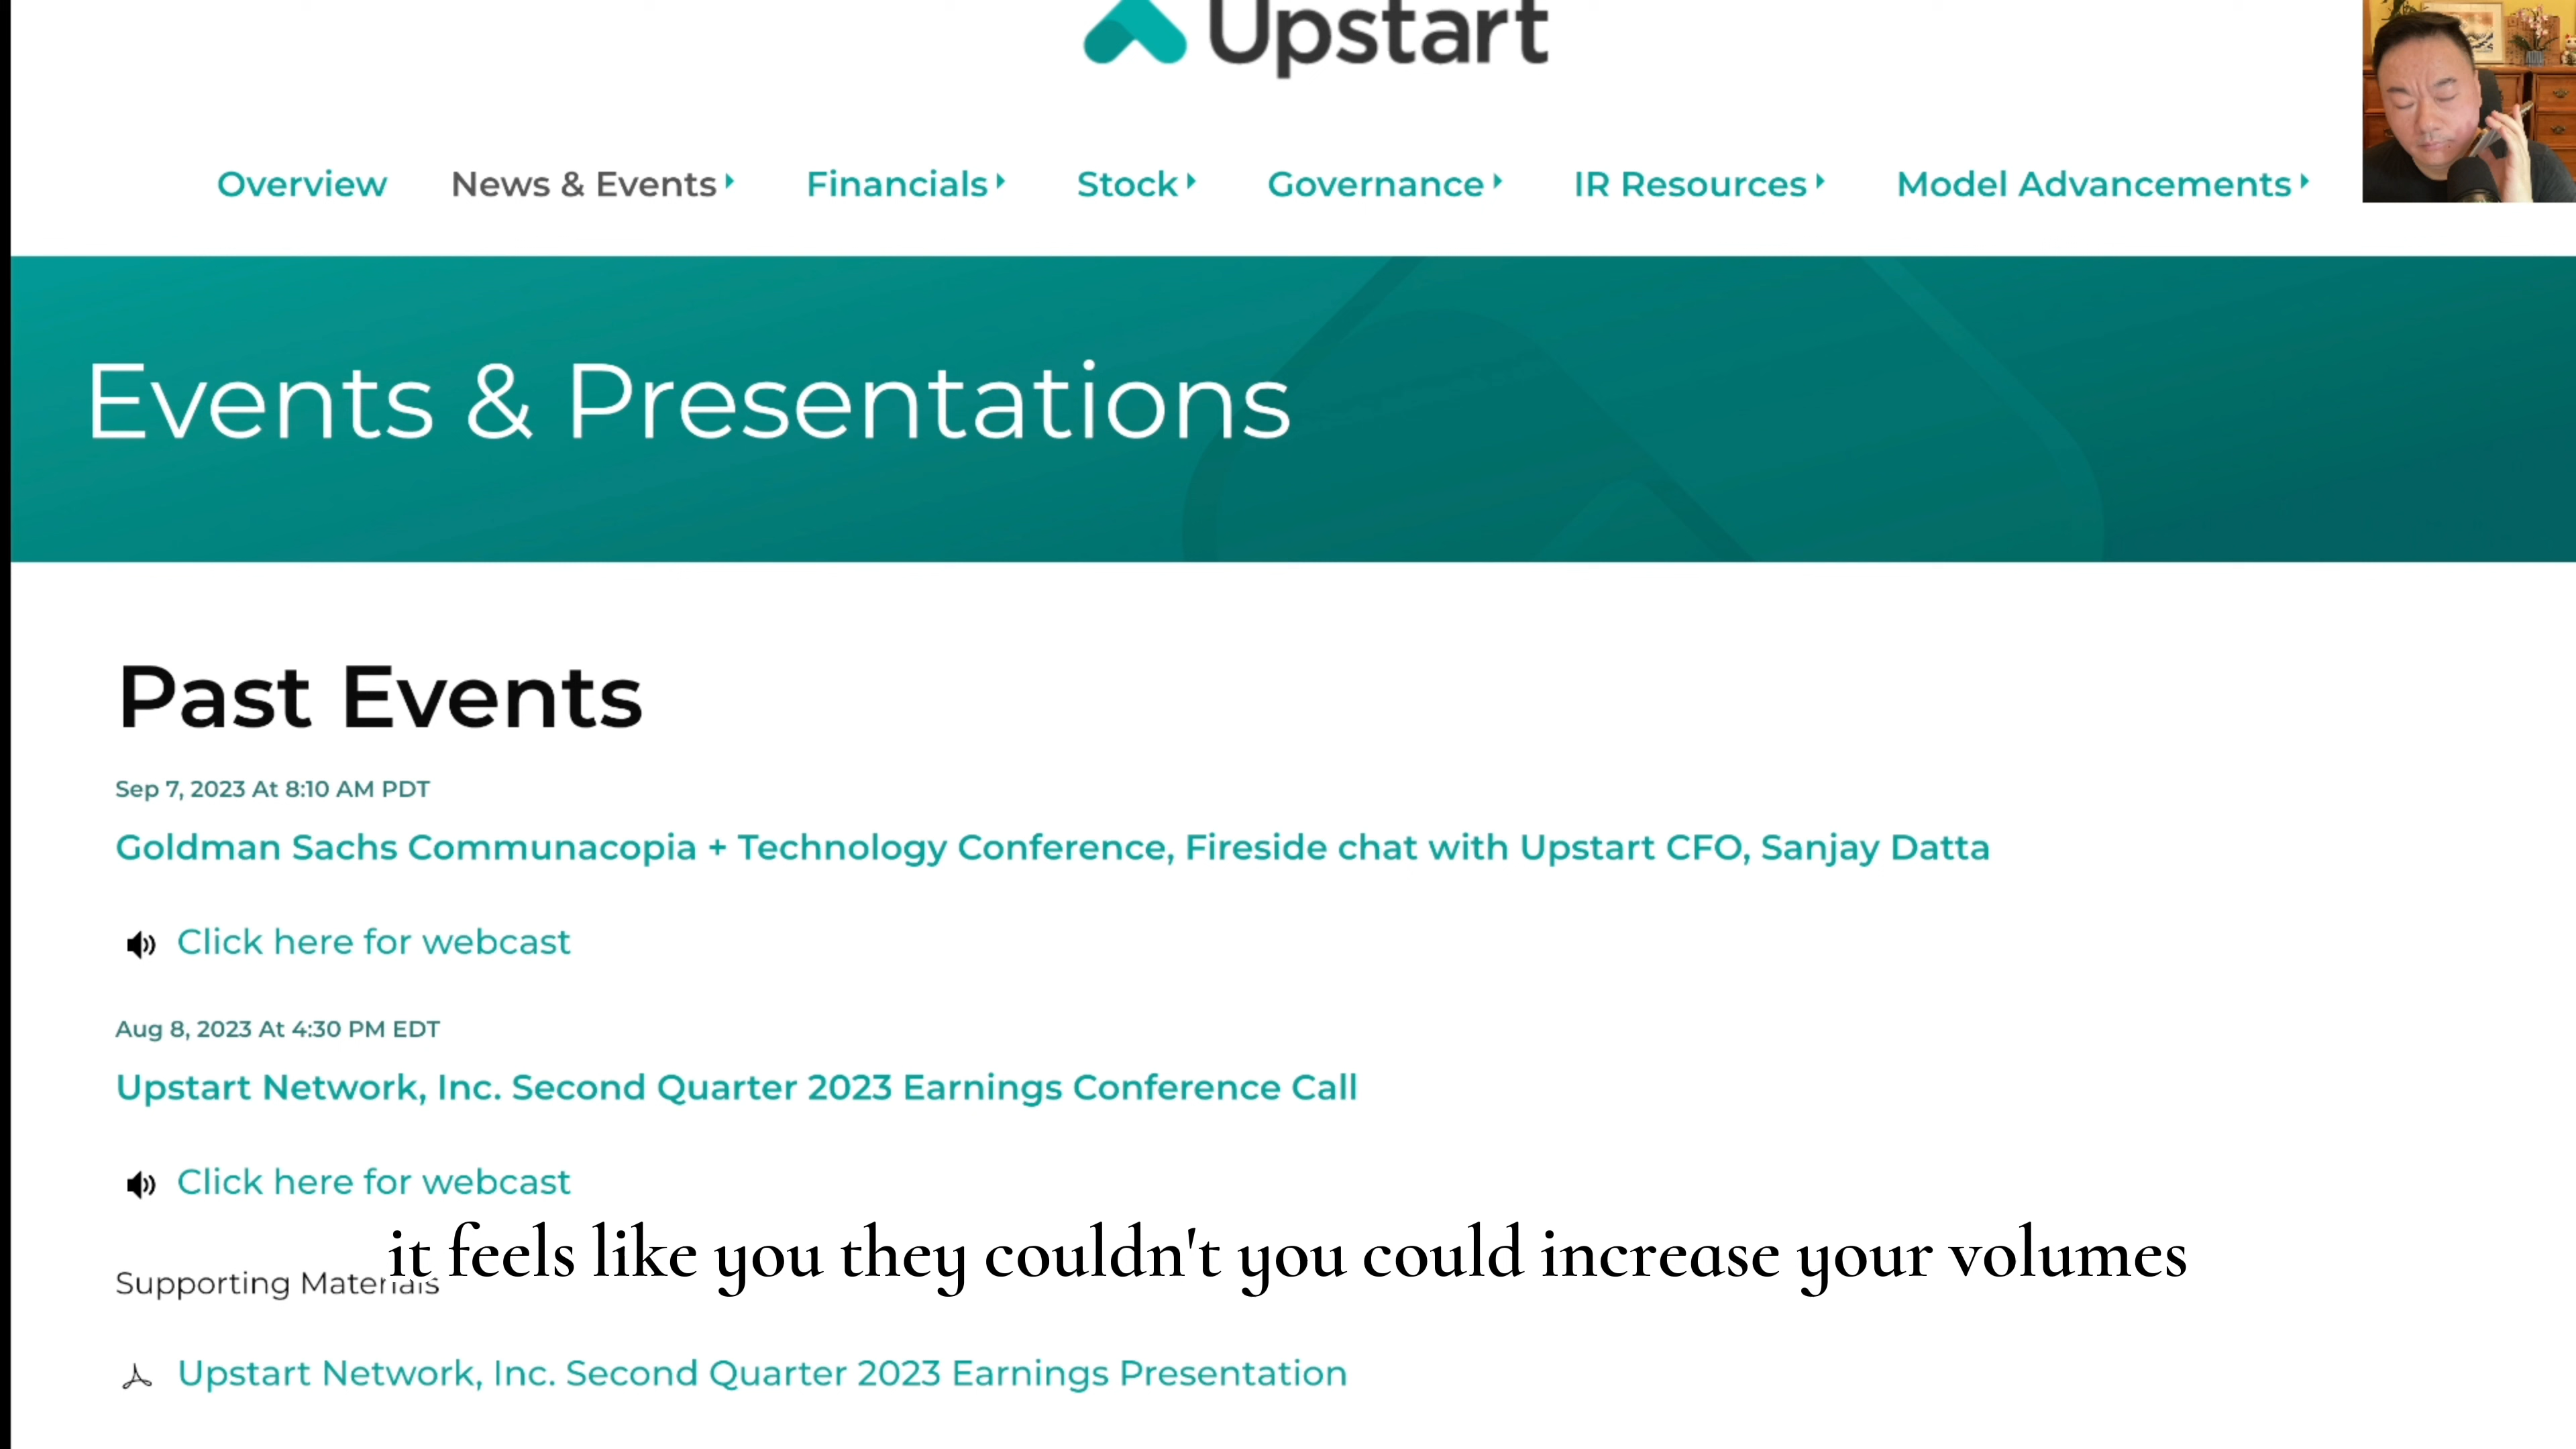 Upstart
Overview News & Events Financials Stock Governance IR Resources Model Advancements
Events & Presentations
Past Events
Sep 7, 2023 At 8:10 AM PDT
Goldman Sachs Communacopia + Technology Conference, Fireside chat with Upstart CFO, Sanjay Datta
Click here for webcast
Aug 8, 2023 At 4:30 PM EDT
Upstart Network, Inc. Second Quarter 2023 Earnings Conference Call
Click here for webcast
it feels like you they couldn't you could increase your volumes
Supporting Materials
Upstart Network, Inc. Second Quarter 2023 Earnings Presentation